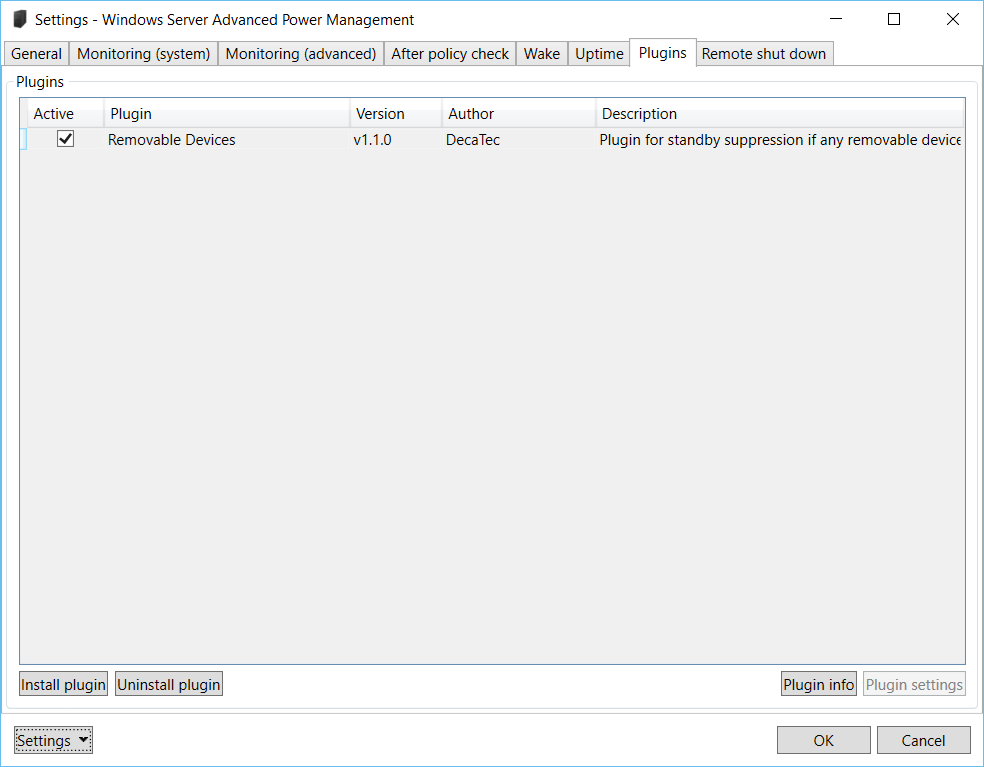 Settings - Windows Server Advanced Power Management
General Monitoring (system) Monitoring (advanced) After policy check Wake Uptime Plugins Remote shut down
Plugins
Active Plugin Version Author Description
Removable Devices v1.1.0 DecaTec Plugin for standby suppression if any removable device
Install plugin Uninstall plugin Plugin info Plugin settings
Settings OK Cancel